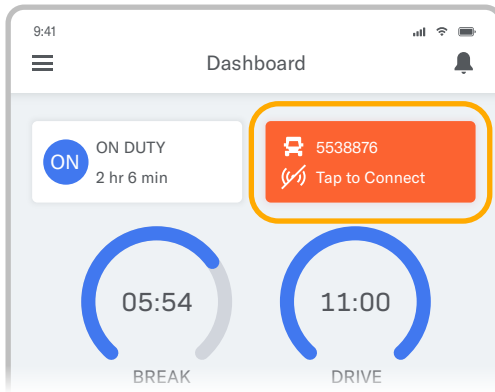 9:41
Dashboard
ON
ON DUTY
2 hr 6 min
5538876
Tap to Connect
05:54
BREAK
11:00
DRIVE